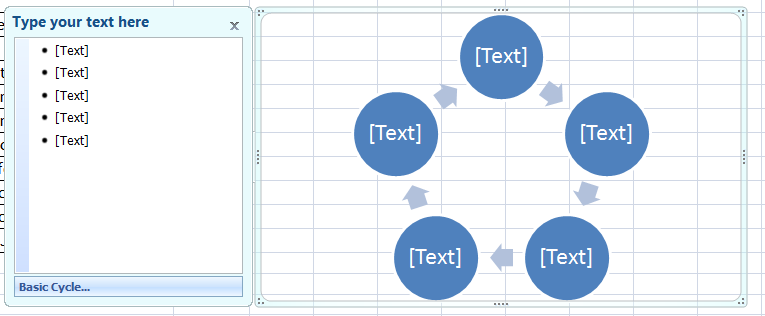 Type your text here
x
• [Text]
• [Text]
• [Text]
• [Text]
• [Text]
Basic Cycle...
[Text]
[Text]
[Text]
[Text]
[Text]